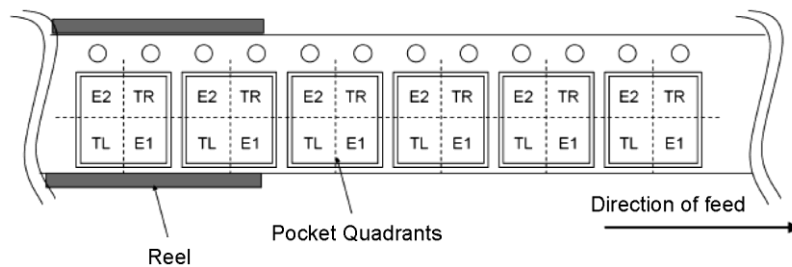 E2 TR E2 TR E2 TR E2 TR E2 TR E2 TR
TL E1 TL E1 TL E1 TL E1 TL E1 TL E1
Direction of feed
Pocket Quadrants
Reel